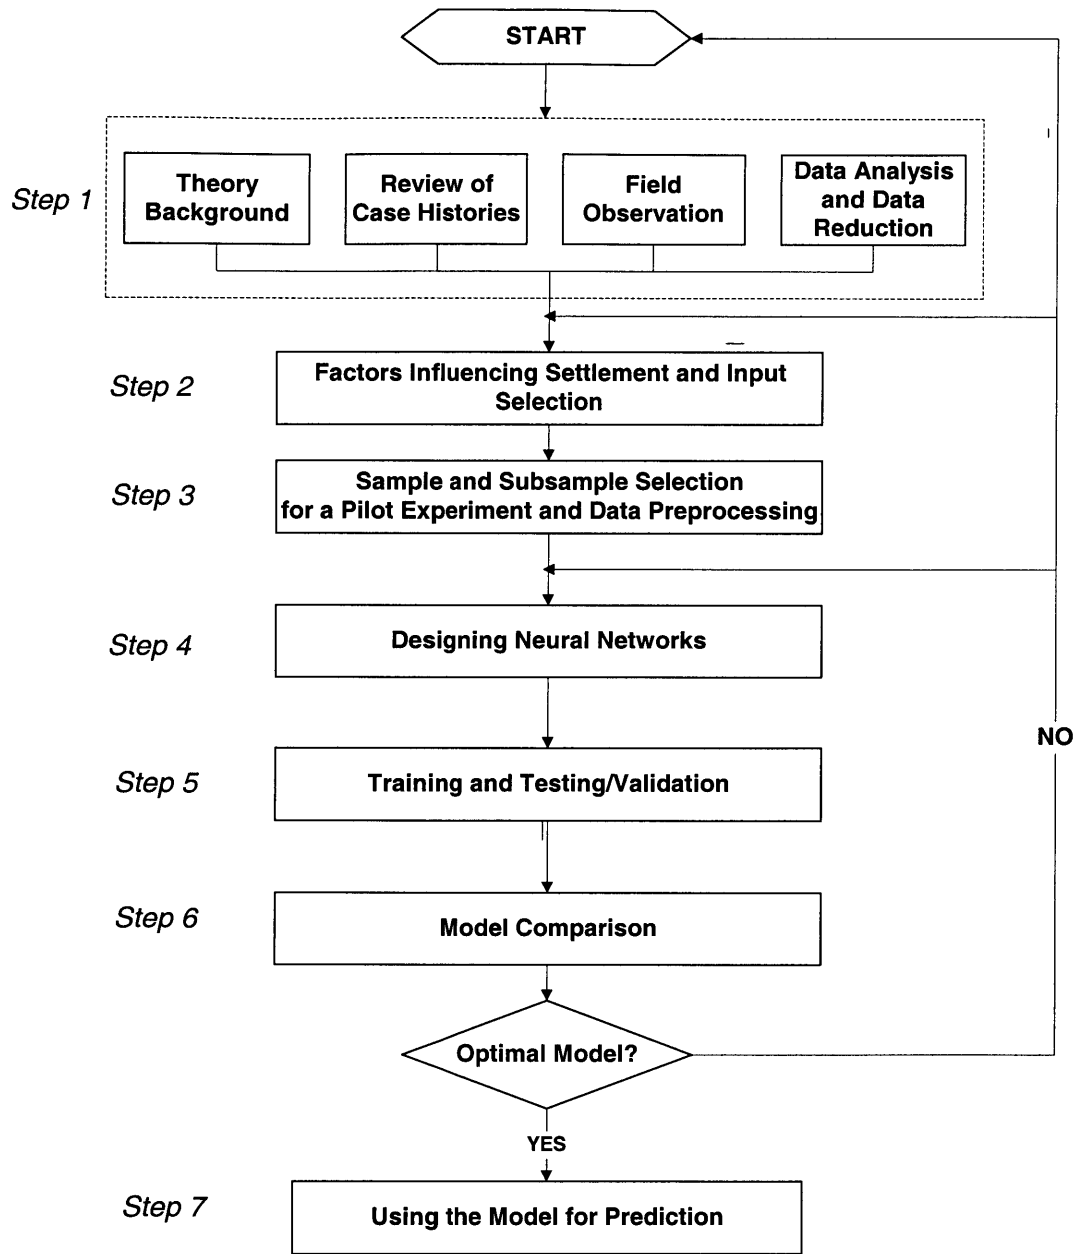 START
Step 1
Theory
Background
Review of
Case Histories
Field
Observation
Data Analysis
and Data
Reduction
Step 2
Factors Influencing Settlement and Input
Selection
Step 3
Sample and Subsample Selection
for a Pilot Experiment and Data Preprocessing
Step 4
Designing Neural Networks
NO
Step 5
Training and Testing/Validation
Step 6
Model Comparison
Optimal Model?
YES
Step 7
Using the Model for Prediction